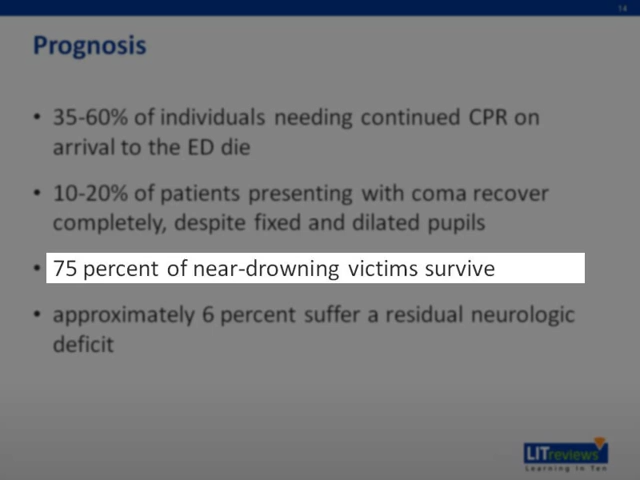 14
Prognosis
• 35-60% of individuals needing continued CPR on
arrival to the ED die
• 10-20% of patients presenting with coma recover
completely, despite fixed and dilated pupils
• 75 percent of near-drowning victims survive
• approximately 6 percent suffer a residual neurologic
deficit
LITreviews
Learning In Ten